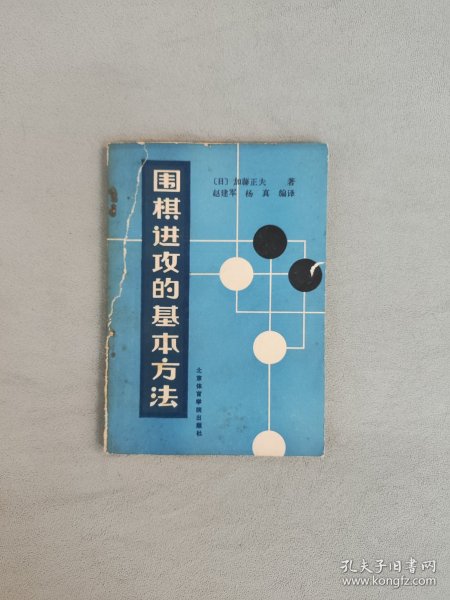 〔日〕加藤正夫 著
赵建军 杨真 编译
围棋进攻的基本方法
北京体育学院出版社
孔夫子旧书网
www.kongfz.com